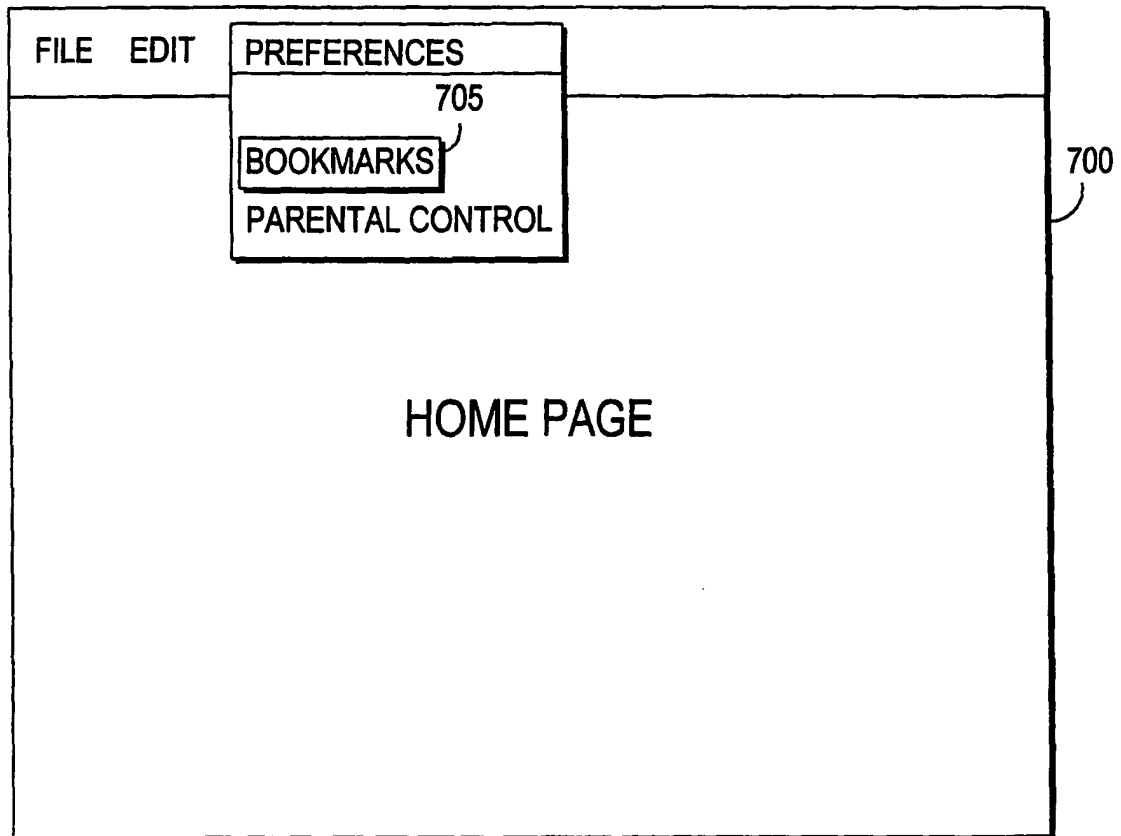 FILE EDIT PREFERENCES
705
BOOKMARKS
700
PARENTAL CONTROL
HOME PAGE